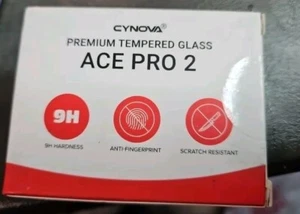 CYNOVA®
PREMIUM TEMPERED GLASS
ACE PRO 2
9H
9H HARDNESS
ANTI-FINGERPRINT
SCRATCH RESISTANT